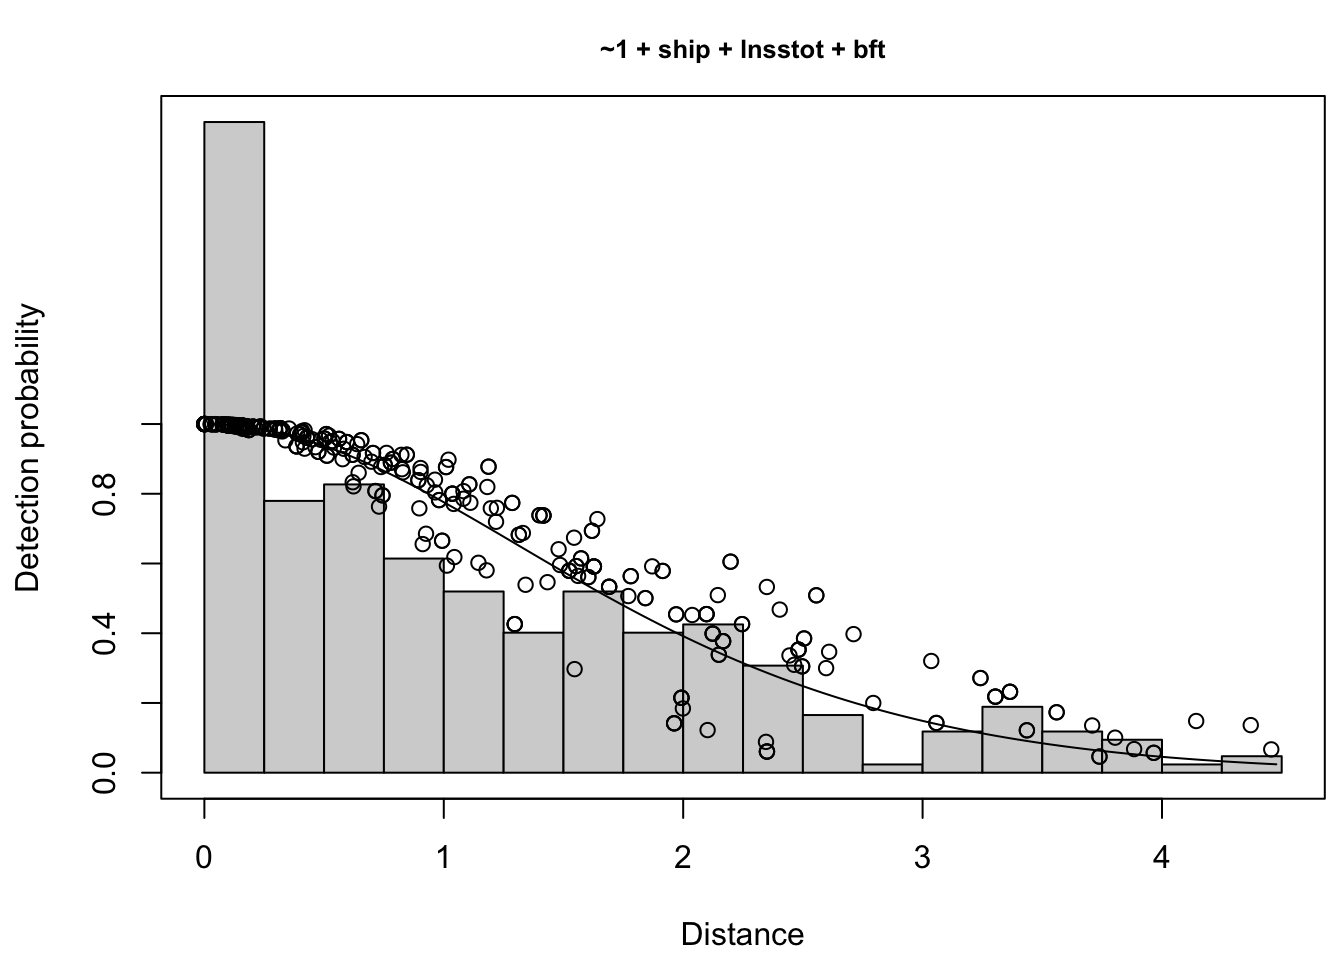 ~1 + ship + lnsstot + bft
Detection probability
0.8
0.4
0.0
0 1 2 3 4
Distance